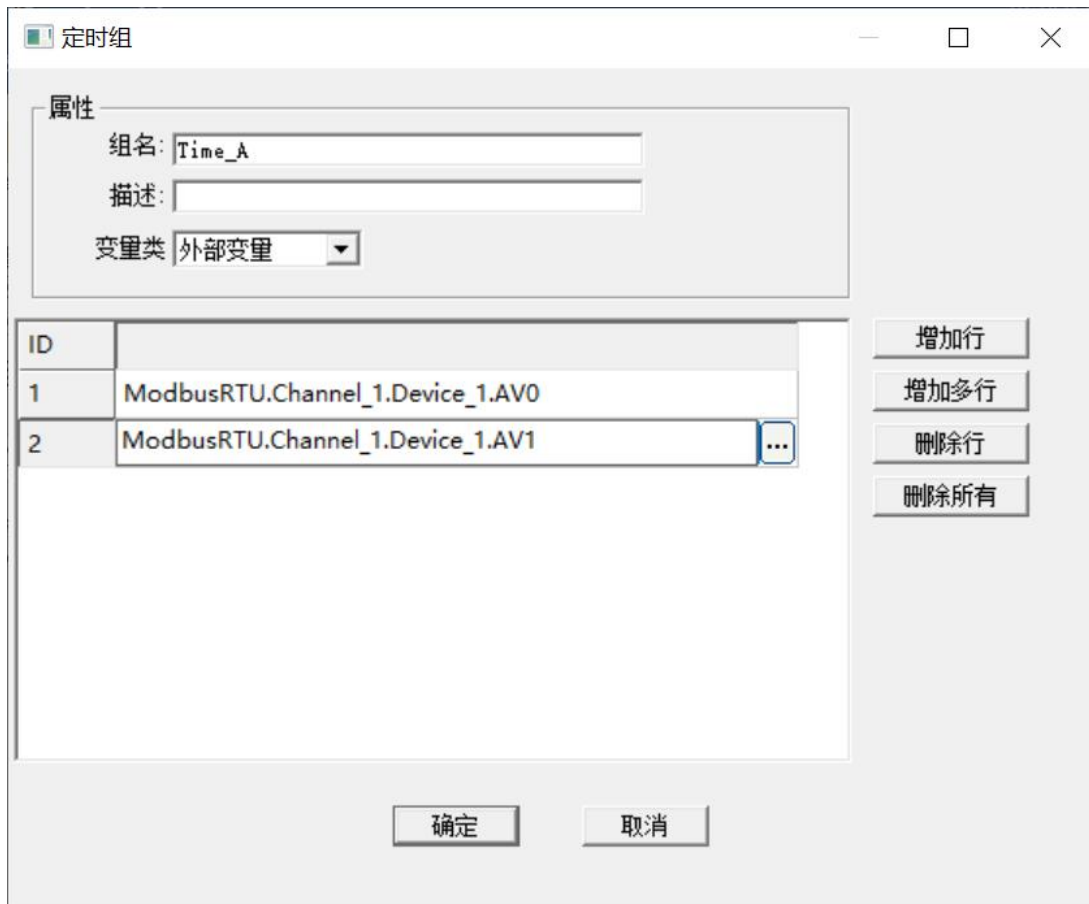 定时组
属性
组名: Time_A
描述:
变量类 外部变量
ID
1 ModbusRTU.Channel_1.Device_1.AV0
2 ModbusRTU.Channel_1.Device_1.AV1 ...
增加行
增加多行
删除行
删除所有
确定 取消